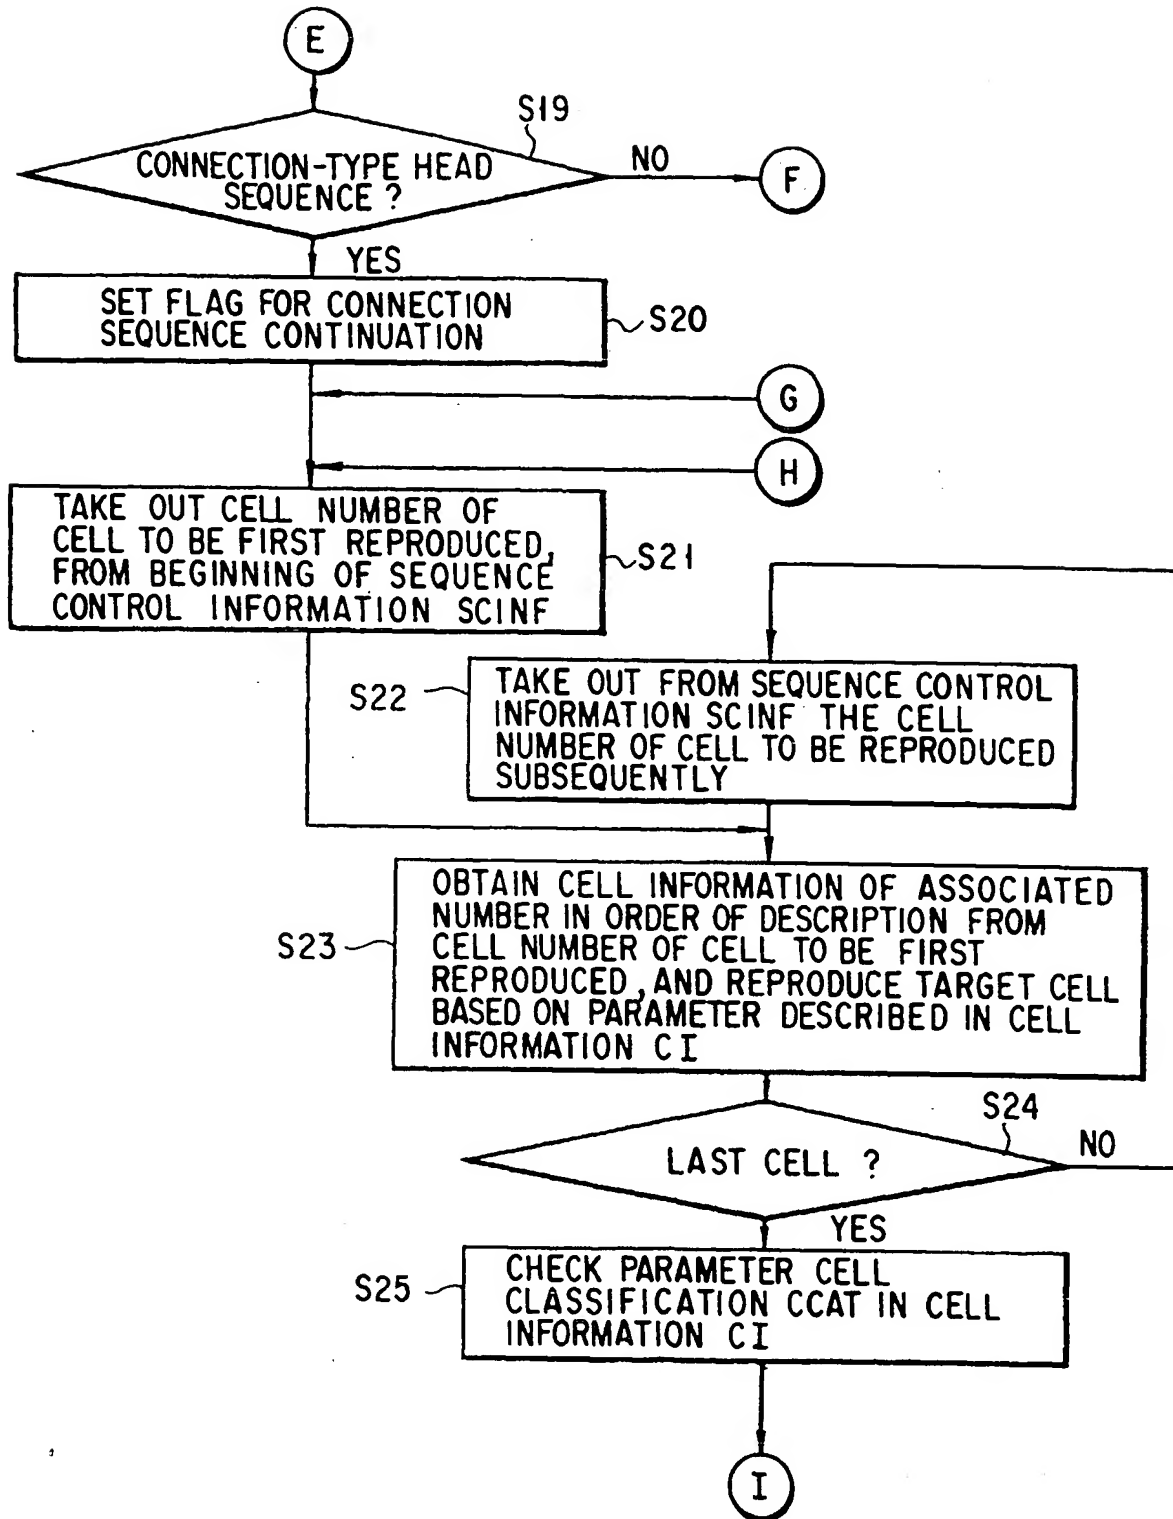 E
S19
CONNECTION-TYPE HEAD
SEQUENCE ?
NO
F
YES
SET FLAG FOR CONNECTION
SEQUENCE CONTINUATION
S20
G
H
TAKE OUT CELL NUMBER OF
CELL TO BE FIRST REPRODUCED,
FROM BEGINNING OF SEQUENCE
CONTROL INFORMATION SCINF
S21
S22
TAKE OUT FROM SEQUENCE CONTROL
INFORMATION SCINF THE CELL
NUMBER OF CELL TO BE REPRODUCED
SUBSEQUENTLY
S23
OBTAIN CELL INFORMATION OF ASSOCIATED
NUMBER IN ORDER OF DESCRIPTION FROM
CELL NUMBER OF CELL TO BE FIRST
REPRODUCED, AND REPRODUCE TARGET CELL
BASED ON PARAMETER DESCRIBED IN CELL
INFORMATION CI
S24
LAST CELL ?
NO
YES
S25
CHECK PARAMETER CELL
CLASSIFICATION CCAT IN CELL
INFORMATION CI
I